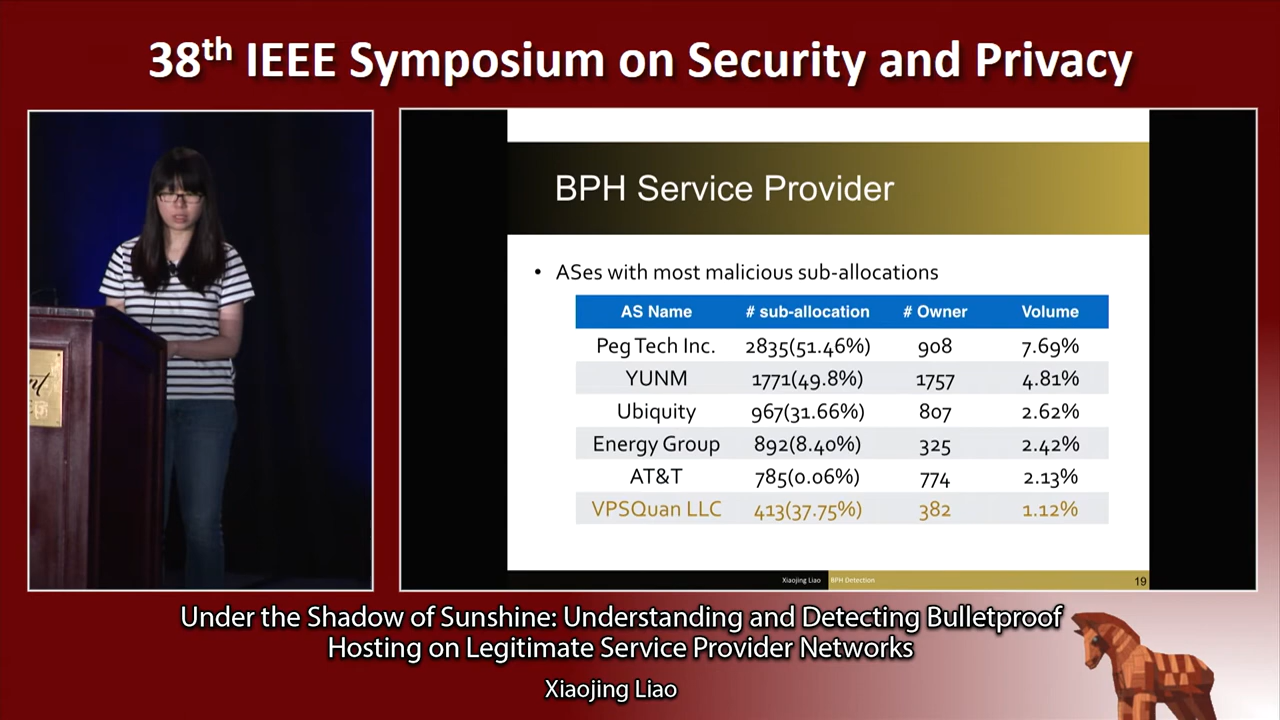 38th IEEE Symposium on Security and Privacy
BPH Service Provider
• ASes with most malicious sub-allocations
AS Name # sub-allocation # Owner Volume
Peg Tech Inc. 2835(51.46%) 908 7.69%
YUNM 1771(49.8%) 1757 4.81%
Ubiquity 967(31.66%) 807 2.62%
Energy Group 892(8.40%) 325 2.42%
AT&T 785(0.06%) 774 2.13%
VPSQuan LLC 413(37.75%) 382 1.12%
Xiaojing Liao BPH Detection 19
Under the Shadow of Sunshine: Understanding and Detecting Bulletproof
Hosting on Legitimate Service Provider Networks
Xiaojing Liao